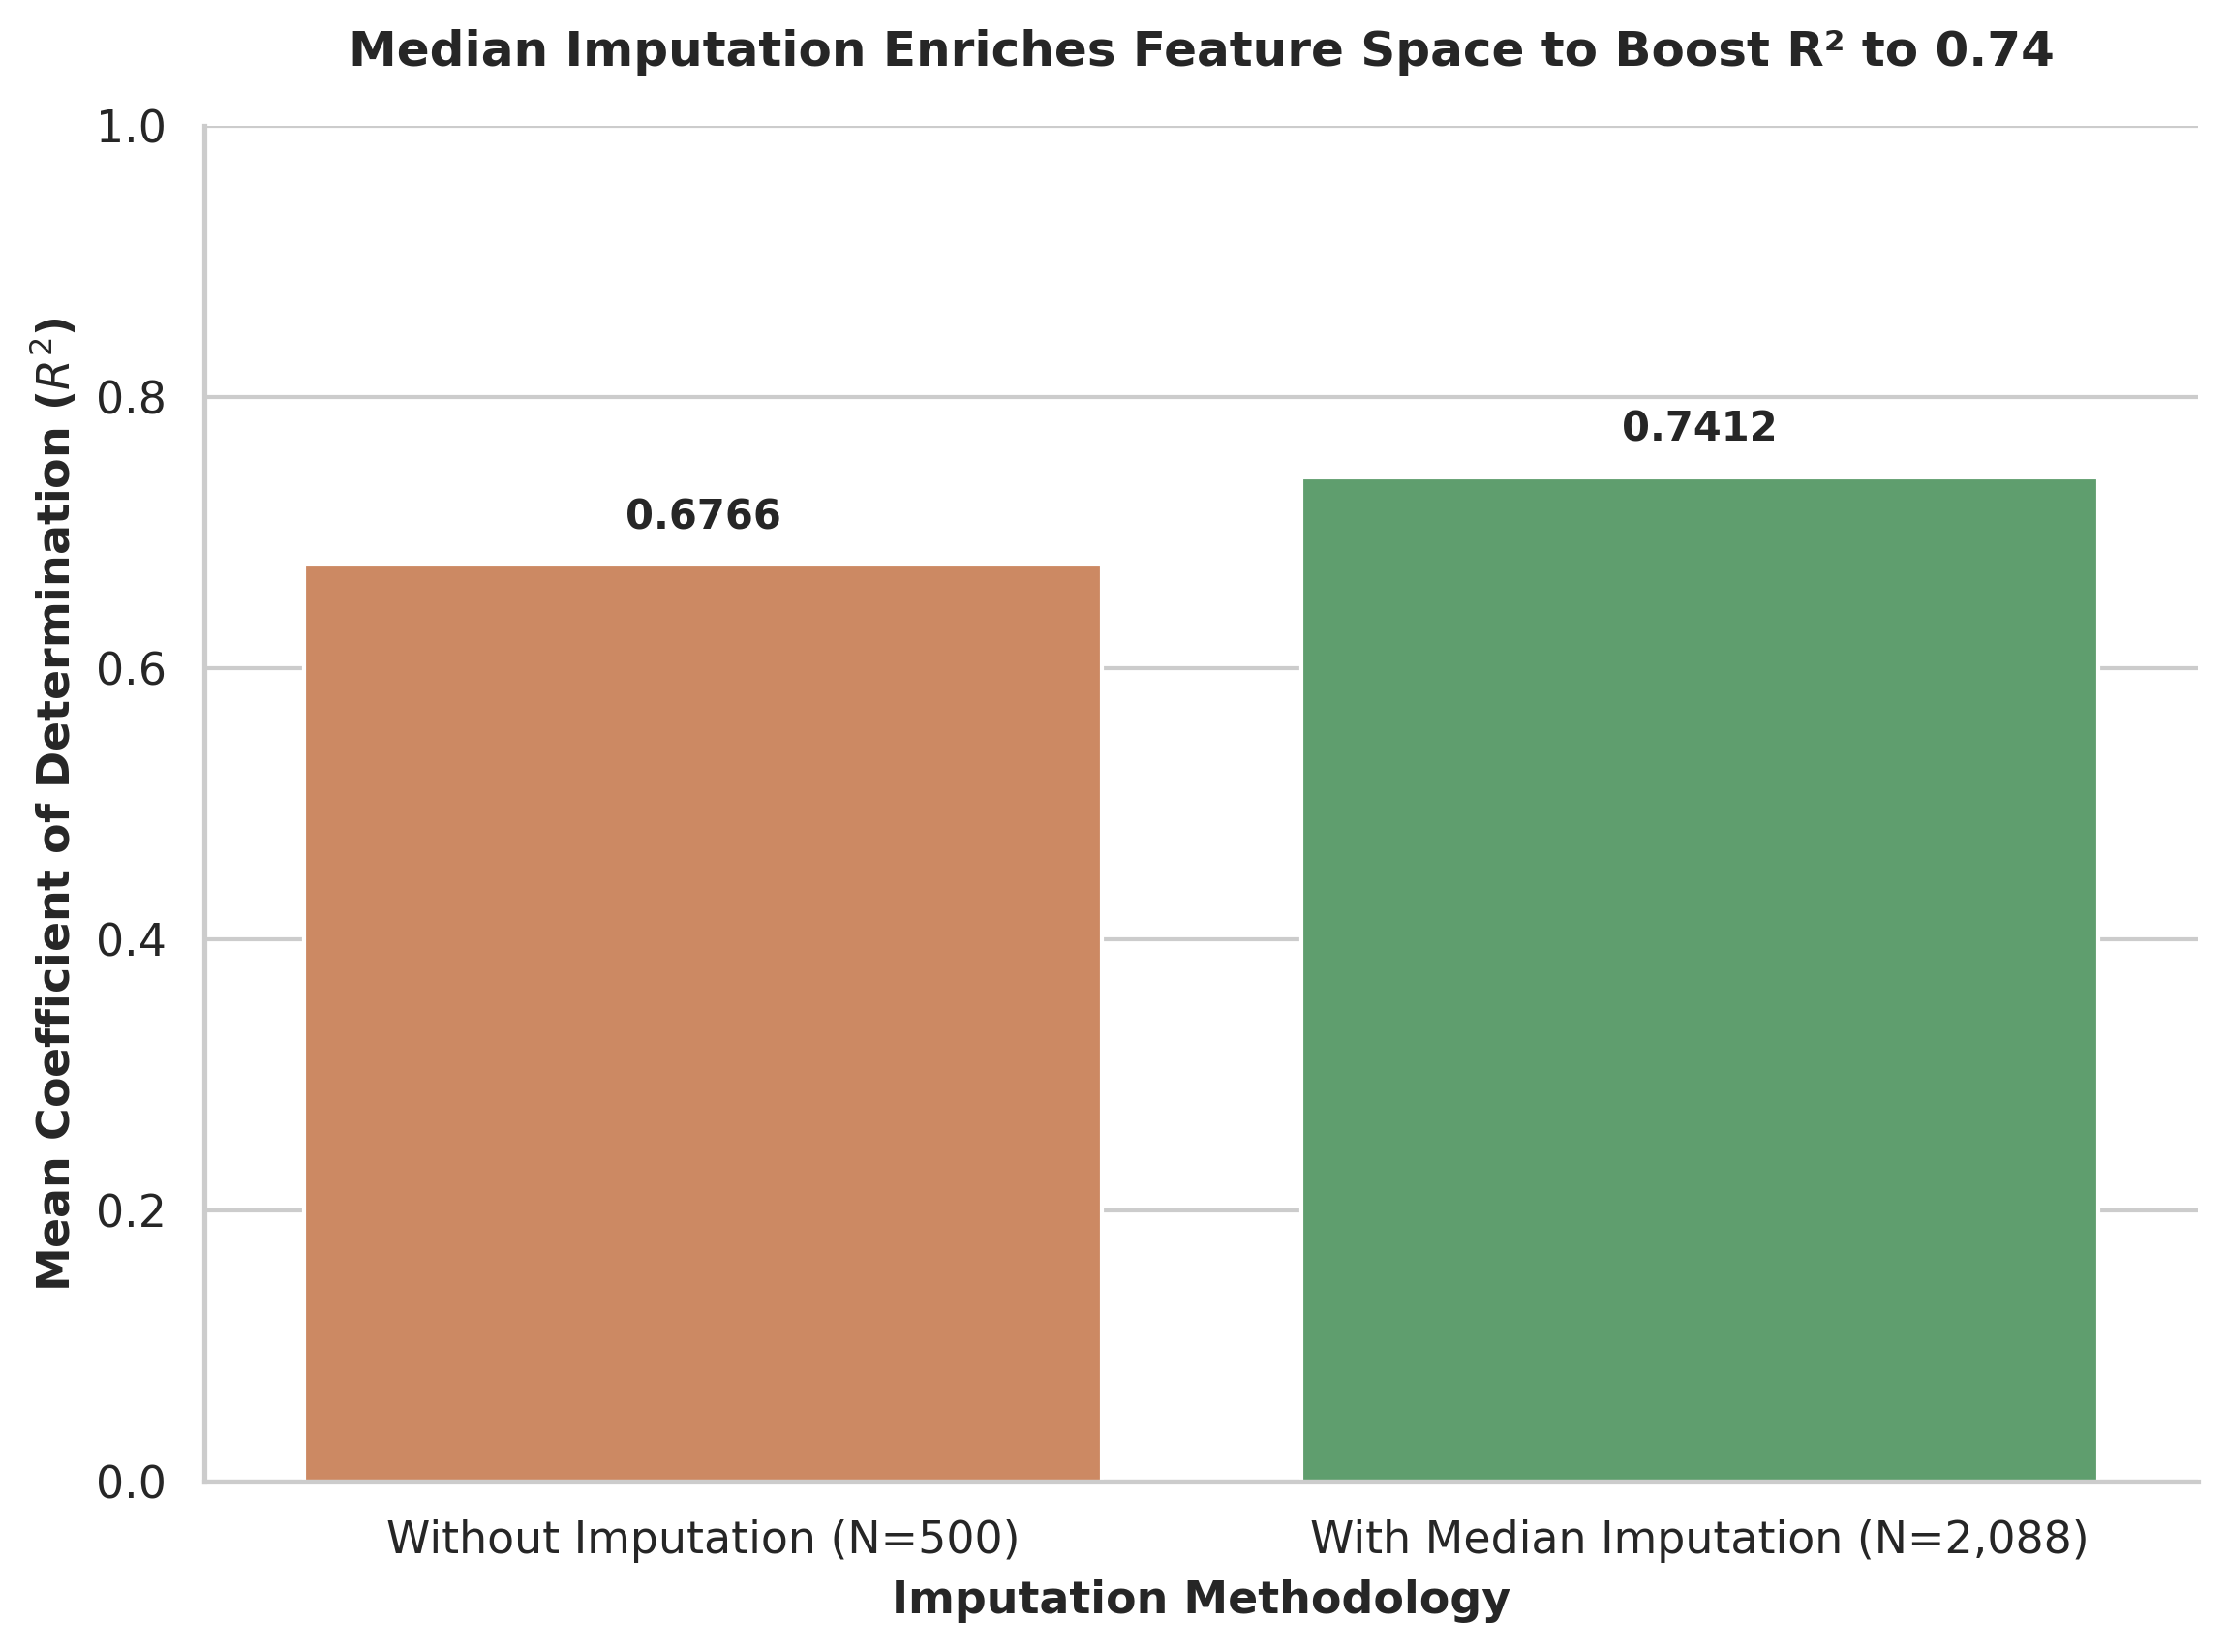 Median Imputation Enriches Feature Space to Boost R² to 0.74
Mean Coefficient of Determination (R²)
1.0
0.8
0.6
0.4
0.2
0.0
0.6766
0.7412
Without Imputation (N=500)
With Median Imputation (N=2,088)
Imputation Methodology